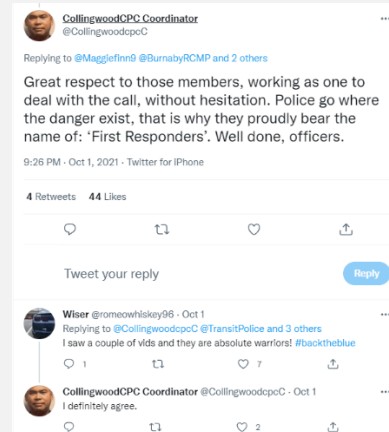 CollingwoodCPC Coordinator
@CollingwoodcpcC
Replying to @Maggieflnn9 @BurnabyRCMP and 2 others
Great respect to those members, working as one to
deal with the call, without hesitation. Police go where
the danger exist, that is why they proudly bear the
name of: ‘First Responders’. Well done, officers.
9:26 PM · Oct 1, 2021 · Twitter for iPhone
4 Retweets 44 Likes
Tweet your reply
Reply
Wiser @romeowhiskey96 · Oct 1
Replying to @CollingwoodcpcC @TransitPolice and 3 others
I saw a couple of vids and they are absolute warriors! #backtheblue
1 7
CollingwoodCPC Coordinator @CollingwoodcpcC · Oct 1
I definitely agree.
2